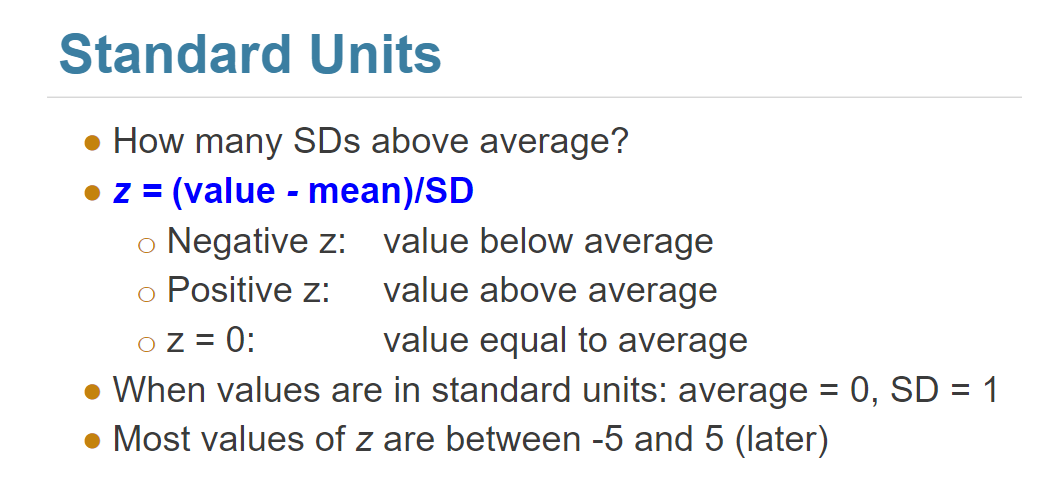 Standard Units
● How many SDs above average?
● z = (value - mean)/SD
○ Negative z: value below average
○ Positive z: value above average
○ z = 0: value equal to average
● When values are in standard units: average = 0, SD = 1
● Most values of z are between -5 and 5 (later)